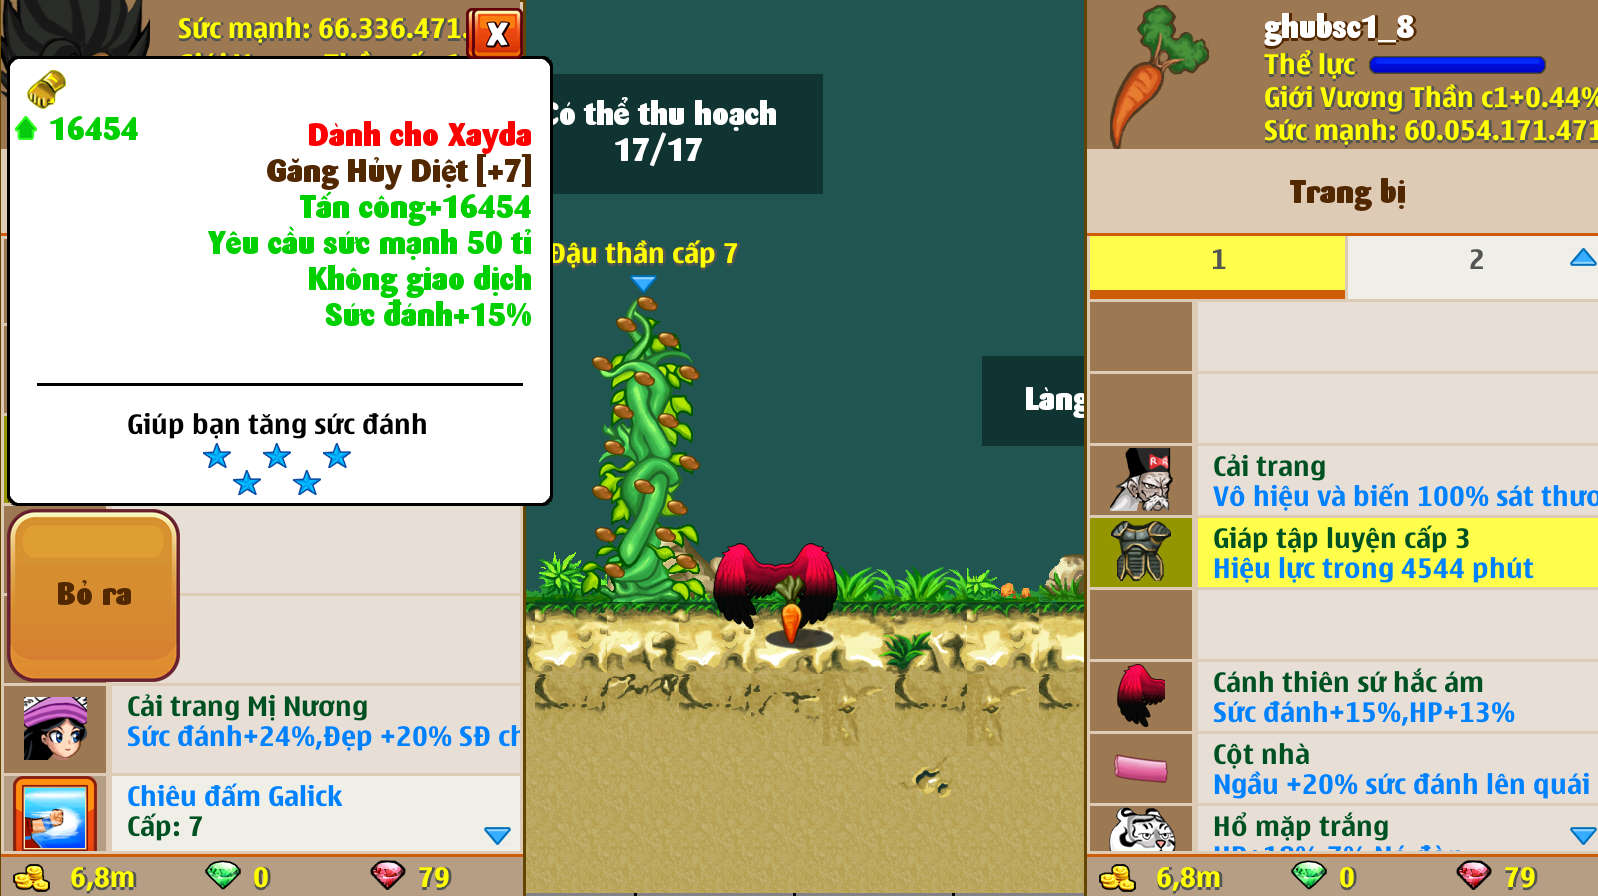 Sức mạnh: 66.336.471.
X
16454
Dành cho Xayda
Găng Hủy Diệt [+7]
Tấn công+16454
Yêu cầu sức mạnh 50 tỉ
Không giao dịch
Sức đánh+15%
Giúp bạn tăng sức đánh
Bỏ ra
Cải trang Mị Nương
Sức đánh+24%,Đẹp +20% SĐ ch
Chiêu đấm Galick
Cấp: 7
6,8m
0
79
Có thể thu hoạch
17/17
Đậu thần cấp 7
Làng
ghubsc1_8
Thể lực
Giới Vương Thần c1+0.44%
Sức mạnh: 60.054.171.471
Trang bị
1
2
Cải trang
Vô hiệu và biến 100% sát thươ
Giáp tập luyện cấp 3
Hiệu lực trong 4544 phút
Cánh thiên sứ hắc ám
Sức đánh+15%,HP+13%
Cột nhà
Ngầu +20% sức đánh lên quái
Hổ mập trắng
6,8m
0
79